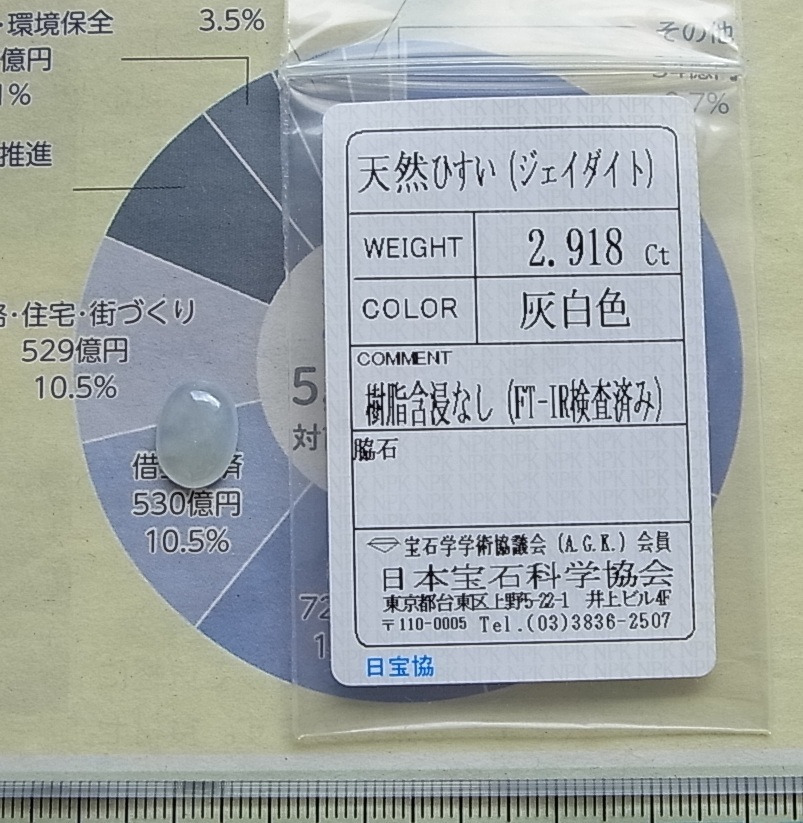 ・環境保全
3.5%
億円
1%
推進
その他
.7%
・住宅・街づくり
529億円
10.5%
530億円
10.5%
5.
対
72
1
天然ひすい (ジェイダイト)
WEIGHT 2.918 Ct
COLOR 灰白色
COMMENT
樹脂含浸なし (FT-IR検査済み)
脇石
宝石学学術協議会 (A.G.K.) 会員
日本宝石科学協会
東京都台東区上野5-22-1 井上ビル4F
〒110-0005 Tel.(03)3836-2507
日宝協